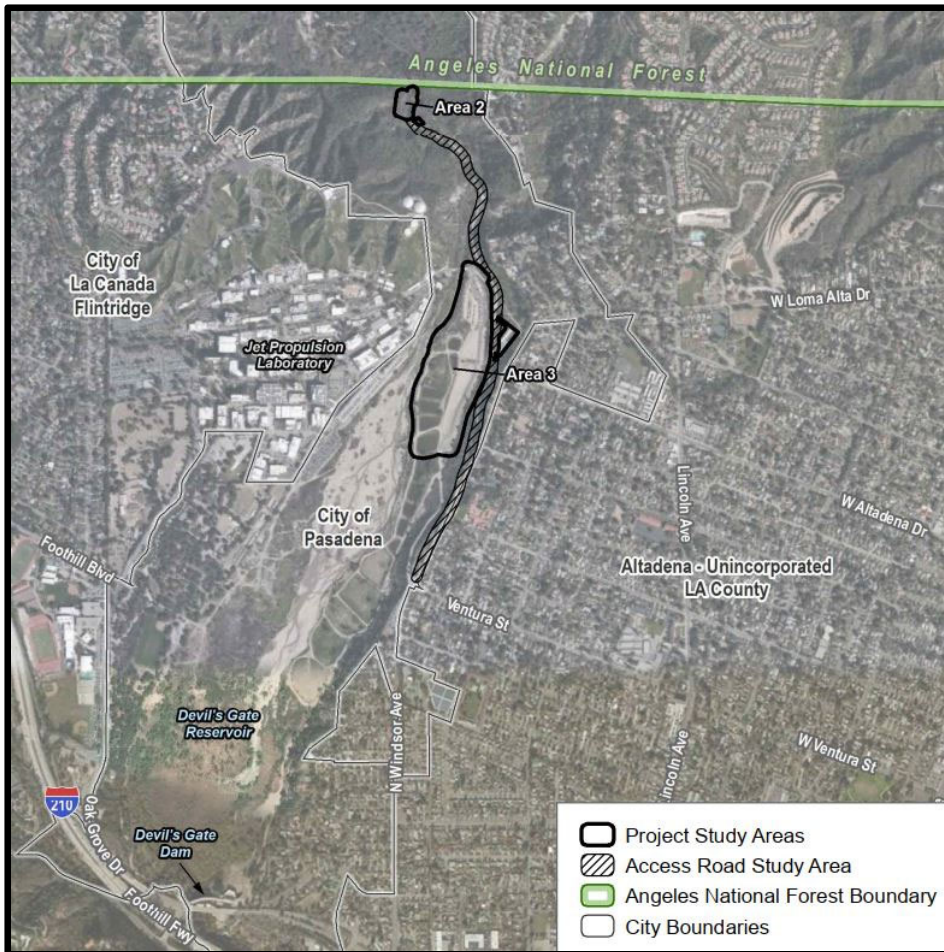 Angeles National Forest
Area 2
City of
La Canada
Flintridge
W Loma Alta Dr
Jet Propulsion
Laboratory
Area 3
Lincoln Ave
W Altadena Dr
City of
Pasadena
Foothill Blvd
Altadena - Unincorporated
LA County
Ventura St
Devil's Gate
Reservoir
N Windsor Ave
Lincoln Ave
W Ventura St
210
Oak Grove Dr
Devil's Gate
Dam
Foothill Fwy
Project Study Areas
Access Road Study Area
Angeles National Forest Boundary
City Boundaries